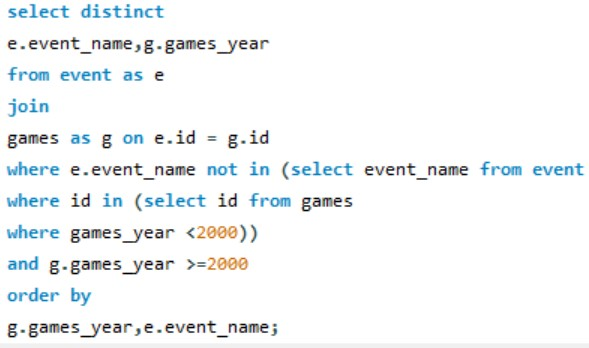 select distinct
e.event_name,g.games_year
from event as e
join
games as g on e.id = g.id
where e.event_name not in (select event_name from event
where id in (select id from games
where games_year <2000))
and g.games_year >=2000
order by
g.games_year,e.event_name;